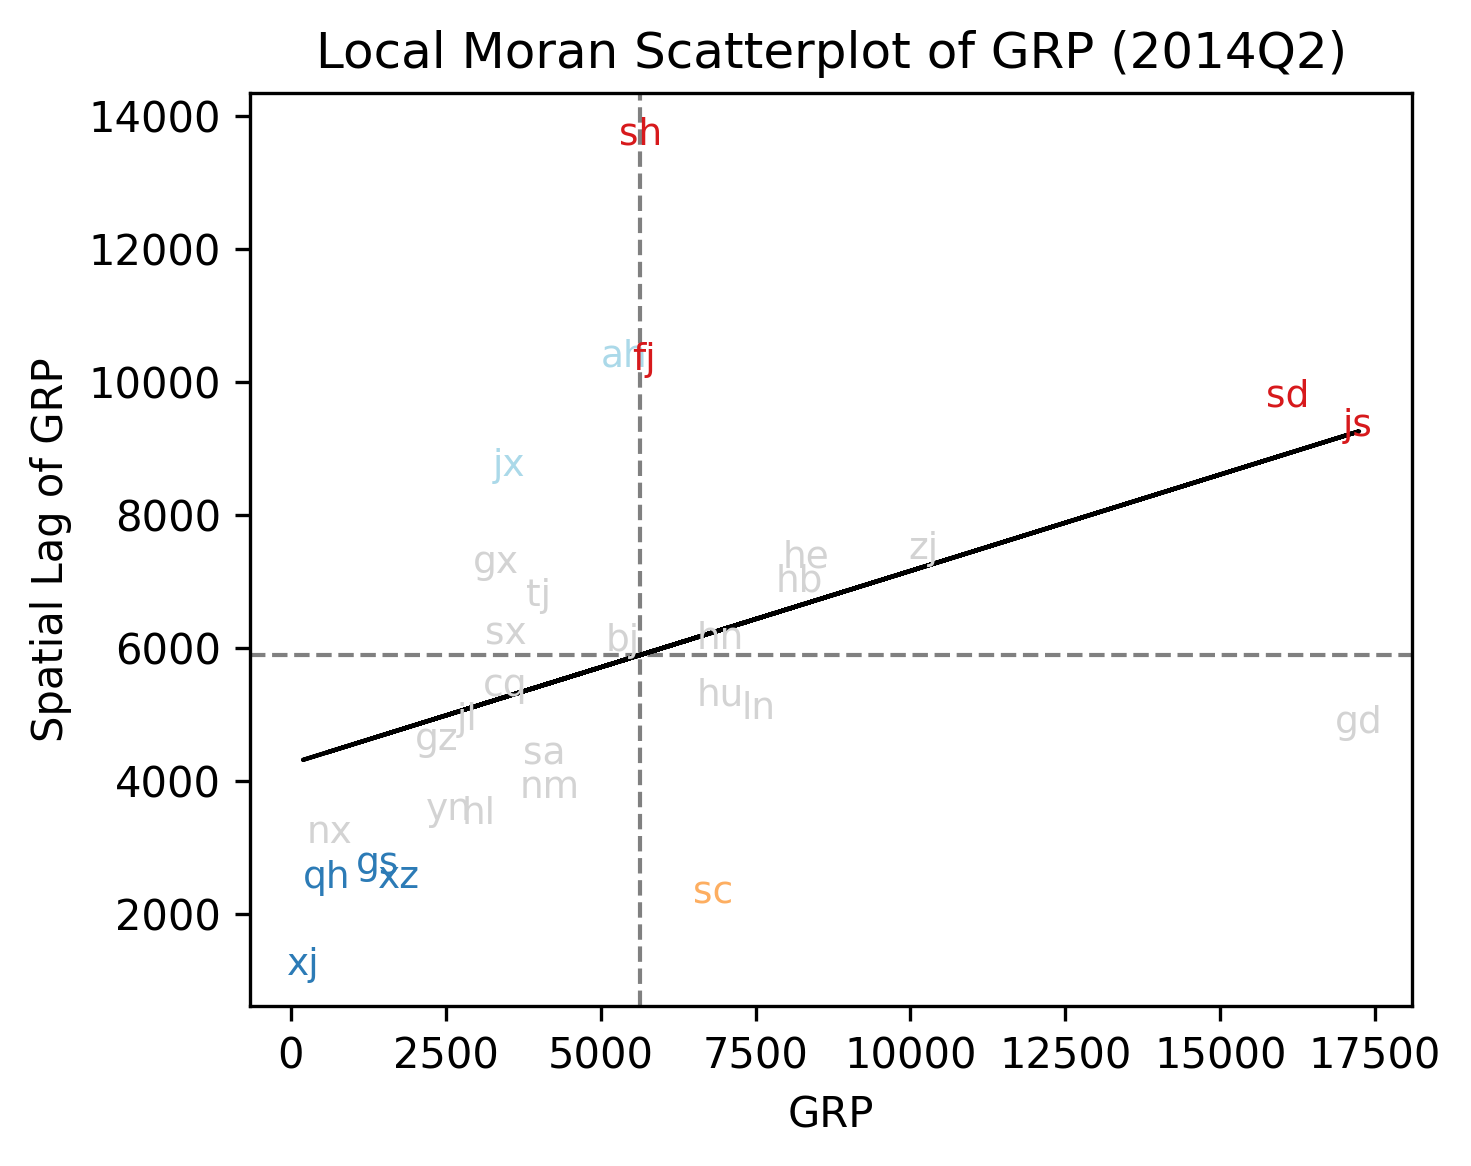 Local Moran Scatterplot of GRP (2014Q2)
14000
12000
10000
8000
6000
4000
2000
Spatial Lag of GRP
sh
ah
fj
sd
js
jx
gx
tj
he
zj
hb
sx
bj
hn
cq
hu
ln
jl
gd
gz
sa
nm
yn
hl
nx
gs
qh
xz
sc
xj
0 2500 5000 7500 10000 12500 15000 17500
GRP